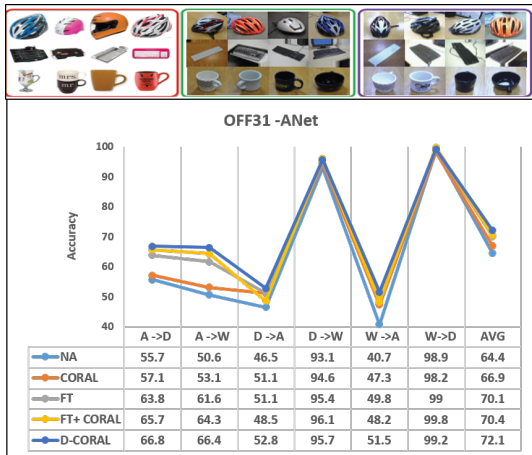 mrs. mr's
OFF31 -ANet
Accuracy
100
90
80
70
60
50
40
A ->D A ->W D ->A D ->W W ->A W->D AVG
NA 55.7 50.6 46.5 93.1 40.7 98.9 64.4
CORAL 57.1 53.1 51.1 94.6 47.3 98.2 66.9
FT 63.8 61.6 51.1 95.4 49.8 99 70.1
FT+ CORAL 65.7 64.3 48.5 96.1 48.2 99.8 70.4
D-CORAL 66.8 66.4 52.8 95.7 51.5 99.2 72.1